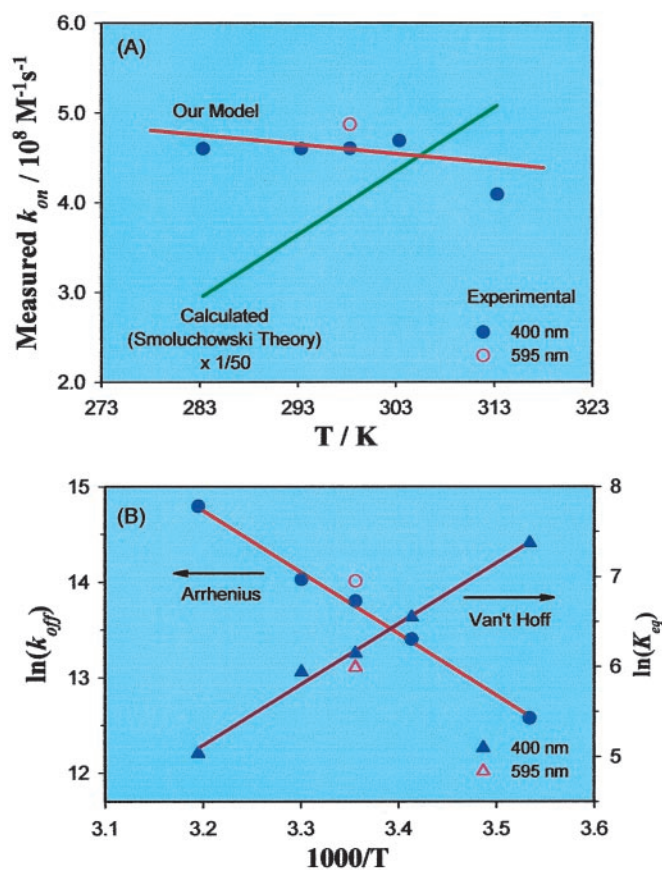 (A)
Measured k_on / 10⁸ M⁻¹s⁻¹
6.0
5.0
4.0
3.0
2.0
Our Model
Calculated
(Smoluchowski Theory)
x 1/50
Experimental
400 nm
595 nm
273
283
293
303
313
323
T / K
(B)
ln(k_off)
15
14
13
12
Arrhenius
Van't Hoff
400 nm
595 nm
8
7
6
5
ln(K_eq)
3.1
3.2
3.3
3.4
3.5
3.6
1000/T